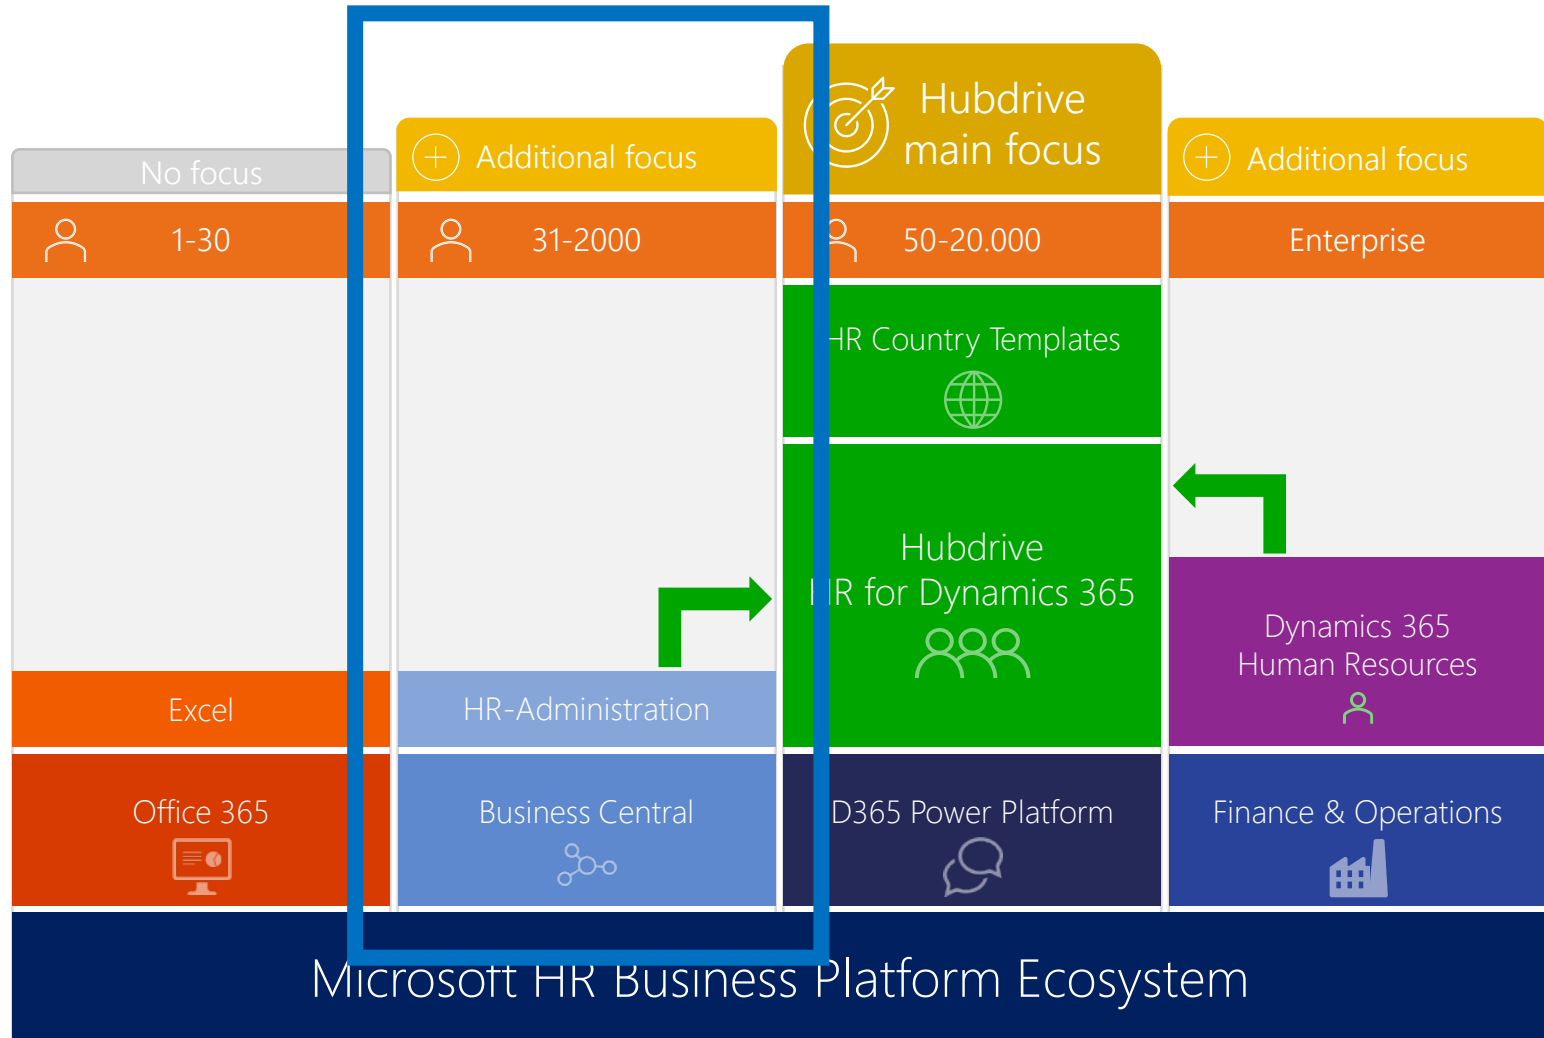 Hubdrive
main focus
No focus
Additional focus
Additional focus
1-30
31-2000
50-20.000
Enterprise
HR Country Templates
Hubdrive
HR for Dynamics 365
Dynamics 365
Human Resources
Excel
HR-Administration
Office 365
Business Central
D365 Power Platform
Finance & Operations
Microsoft HR Business Platform Ecosystem